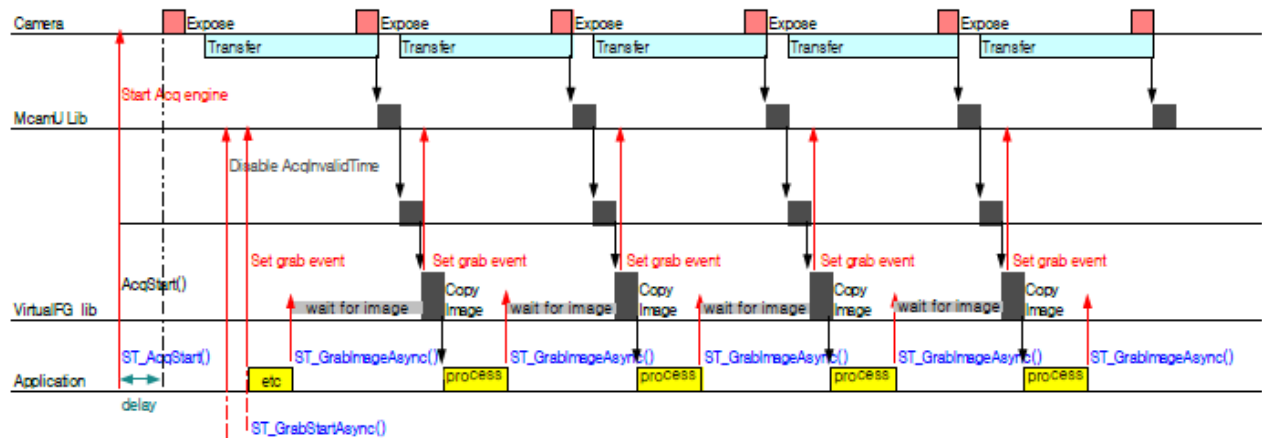 Camera Expose Expose Expose Expose Expose
Transfer Transfer Transfer Transfer Transfer
Start Acq engine
McamU Lib
Disable AcqInvalidTime
Set grab event Set grab event Set grab event Set grab event Set grab event
AcqStart()
Copy Copy Copy Copy
VirtualFG lib wait for image Image wait for image Image wait for image Image wait for image Image
ST_AcqStart() ST_GrabImageAsync() ST_GrabImageAsync() ST_GrabImageAsync() ST_GrabImageAsync() ST_GrabImageAsync()
Application etc process process process process
delay
ST_GrabStartAsync()